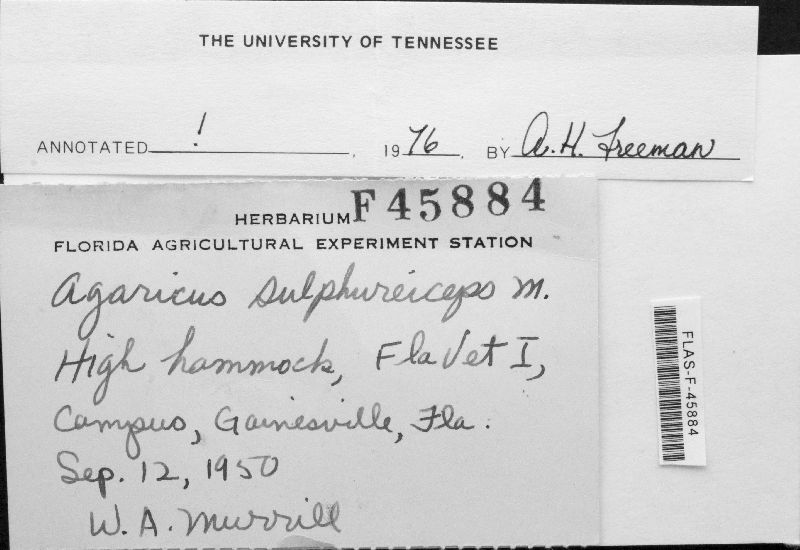 THE UNIVERSITY OF TENNESSEE
ANNOTATED ! , 1976. BY A. H. Freeman
HERBARIUM F45884
FLORIDA AGRICULTURAL EXPERIMENT STATION
Agaricus sulphureiceps M.
High hammock, Fla Vet I,
Campus, Gainesville, Fla.
Sep. 12, 1950
W. A. Murrill
FLAS-F-45884